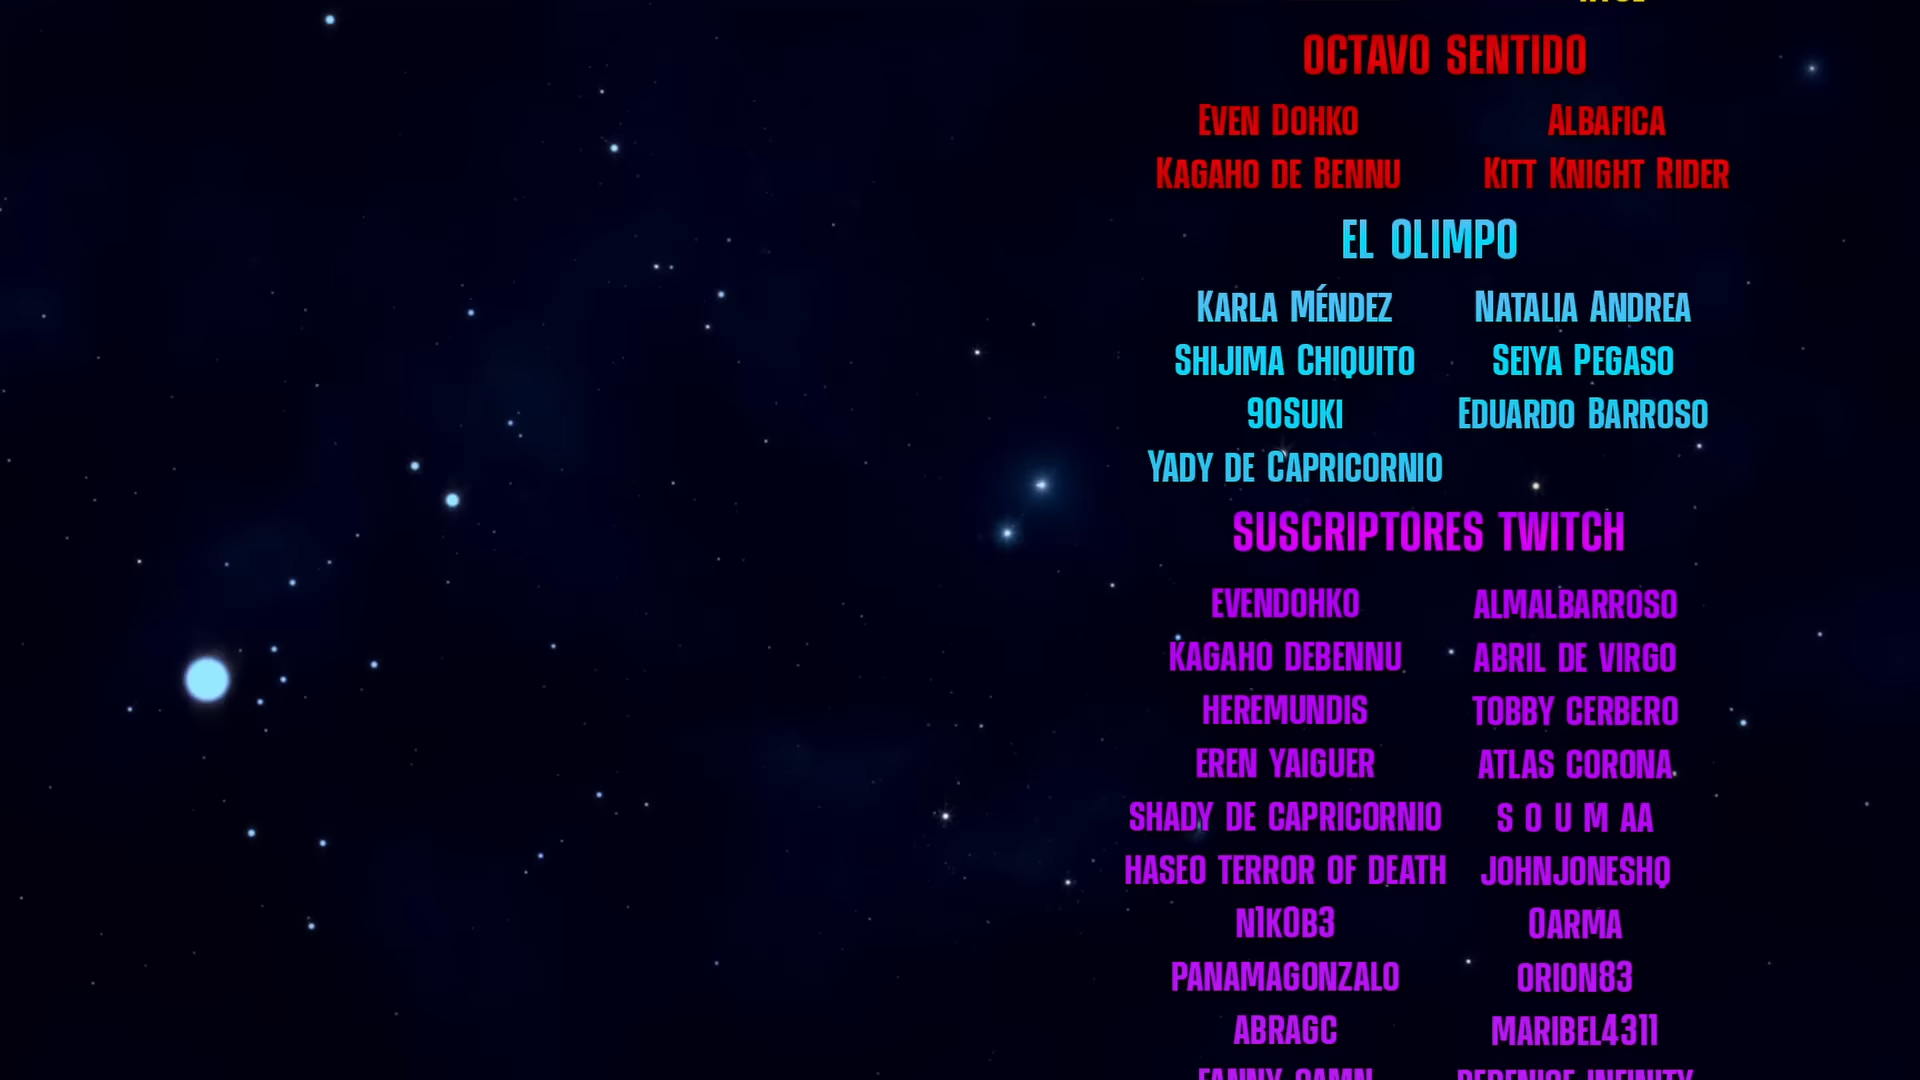 OCTAVO SENTIDO
EVEN DOHKO ALBAFICA
KAGAHO DE BENNU KITT KNIGHT RIDER
EL OLIMPO
KARLA MÉNDEZ NATALIA ANDREA
SHIJIMA CHIQUITO SEIYA PEGASO
90SUKI EDUARDO BARROSO
YADY DE CAPRICORNIO
SUSCRIPTORES TWITCH
EVENDOHKO ALMALBARROSO
KAGAHO DEBENNU ABRIL DE VIRGO
HEREMUNDIS TOBBY CERBERO
EREN YAIGUER ATLAS CORONA
SHADY DE CAPRICORNIO S O U M AA
HASEO TERROR OF DEATH JOHNJONESHQ
N1KOB3 OARMA
PANAMAGONZALO ORION83
ABRAGC MARIBEL4311